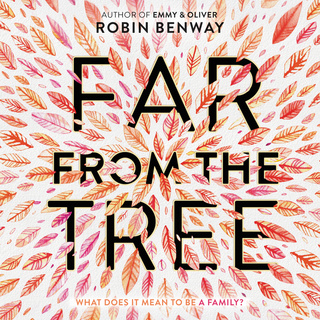 AUTHOR OF EMMY & OLIVER
ROBIN BENWAY
FAR
FROM THE
TREE
WHAT DOES IT MEAN TO BE A FAMILY?